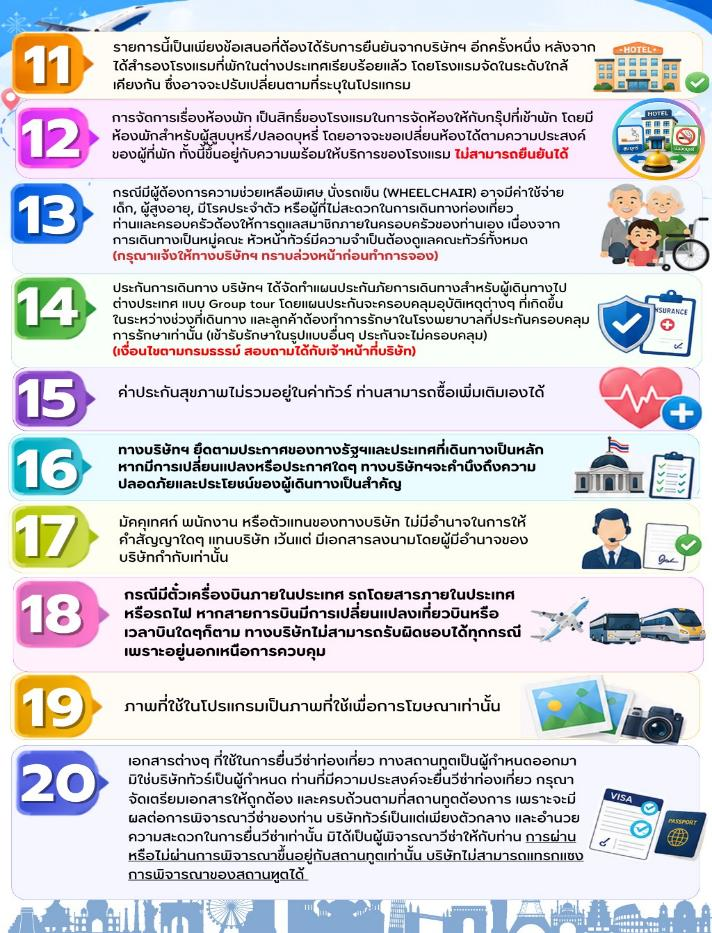 11
รายการนี้เป็นเพียงข้อเสนอที่ต้องได้รับการยืนยันจากบริษัทฯ อีกครั้งหนึ่ง หลังจาก
ได้สำรองโรงแรมที่พักในต่างประเทศเรียบร้อยแล้ว โดยโรงแรมจัดในระดับใกล้
เคียงกัน ซึ่งอาจจะปรับเปลี่ยนตามที่ระบุในโปรแกรม
HOTEL
12
การจัดการเรื่องห้องพัก เป็นสิทธิ์ของโรงแรมในการจัดห้องให้กับกรุ๊ปที่เข้าพัก โดยมี
ห้องพักสำหรับผู้สูบบุหรี่/ปลอดบุหรี่ โดยอาจจะขอเปลี่ยนห้องได้ตามความประสงค์
ของผู้ที่พัก ทั้งนี้ขึ้นอยู่กับความพร้อมให้บริการของโรงแรม ไม่สามารถยืนยันได้
HOTEL
13
กรณีมีผู้ต้องการความช่วยเหลือพิเศษ นั่งรถเข็น (WHEELCHAIR) อาจมีค่าใช้จ่าย
เด็ก, ผู้สูงอายุ, มีโรคประจำตัว หรือผู้ที่ไม่สะดวกในการเดินทางท่องเที่ยว
ท่านและครอบครัวต้องให้การดูแลสมาชิกภายในครอบครัวของท่านเอง เนื่องจาก
การเดินทางเป็นหมู่คณะ หัวหน้าทัวร์มีความจำเป็นต้องดูแลคณะทัวร์ทั้งหมด
(กรุณาแจ้งให้ทางบริษัทฯ ทราบล่วงหน้าก่อนทำการจอง)
14
ประกันการเดินทาง บริษัทฯ ได้จัดทำแผนประกันภัยการเดินทางสำหรับผู้เดินทางไป
ต่างประเทศ แบบ Group tour โดยแผนประกันจะครอบคลุมอุบัติเหตุต่างๆ ที่เกิดขึ้น
ในระหว่างช่วงที่เดินทาง และลูกค้าต้องทำการรักษาในโรงพยาบาลที่ประกันครอบคลุม
การรักษาเท่านั้น (เข้ารับรักษาในรูปแบบอื่นๆ ประกันจะไม่ครอบคลุม)
(เงื่อนไขตามกรมธรรม์ สอบถามได้กับเจ้าหน้าที่บริษัท)
NSURANCE
15
ค่าประกันสุขภาพไม่รวมอยู่ในค่าทัวร์ ท่านสามารถซื้อเพิ่มเติมเองได้
16
ทางบริษัทฯ ยึดตามประกาศของทางรัฐฯและประเทศที่เดินทางเป็นหลัก
หากมีการเปลี่ยนแปลงหรือประกาศใดๆ ทางบริษัทฯจะคำนึงถึงความ
ปลอดภัยและประโยชน์ของผู้เดินทางเป็นสำคัญ
17
มัคคุเทศก์ พนักงาน หรือตัวแทนของทางบริษัท ไม่มีอำนาจในการให้
คำสัญญาใดๆ แทนบริษัท เว้นแต่ มีเอกสารลงนามโดยผู้มีอำนาจของ
บริษัทกำกับเท่านั้น
18
กรณีมีตั๋วเครื่องบินภายในประเทศ รถโดยสารภายในประเทศ
หรือรถไฟ หากสายการบินมีการเปลี่ยนแปลงเที่ยวบินหรือ
เวลาบินใดๆก็ตาม ทางบริษัทไม่สามารถรับผิดชอบได้ทุกกรณี
เพราะอยู่นอกเหนือการควบคุม
19
ภาพที่ใช้ในโปรแกรมเป็นภาพที่ใช้เพื่อการโฆษณาเท่านั้น
20
เอกสารต่างๆ ที่ใช้ในการยื่นวีซ่าท่องเที่ยว ทางสถานทูตเป็นผู้กำหนดออกมา
มิใช่บริษัททัวร์เป็นผู้กำหนด ท่านที่มีความประสงค์จะยื่นวีซ่าท่องเที่ยว กรุณา
จัดเตรียมเอกสารให้ถูกต้อง และครบถ้วนตามที่สถานทูตต้องการ เพราะจะมี
ผลต่อการพิจารณาวีซ่าของท่าน บริษัททัวร์เป็นแต่เพียงตัวกลาง และอำนวย
ความสะดวกในการยื่นวีซ่าเท่านั้น มิได้เป็นผู้พิจารณาวีซ่าให้กับท่าน การผ่าน
หรือไม่ผ่านการพิจารณาขึ้นอยู่กับสถานทูตเท่านั้น บริษัทไม่สามารถแทรกแซง
การพิจารณาของสถานฑูตได้
VISA
PASSPORT